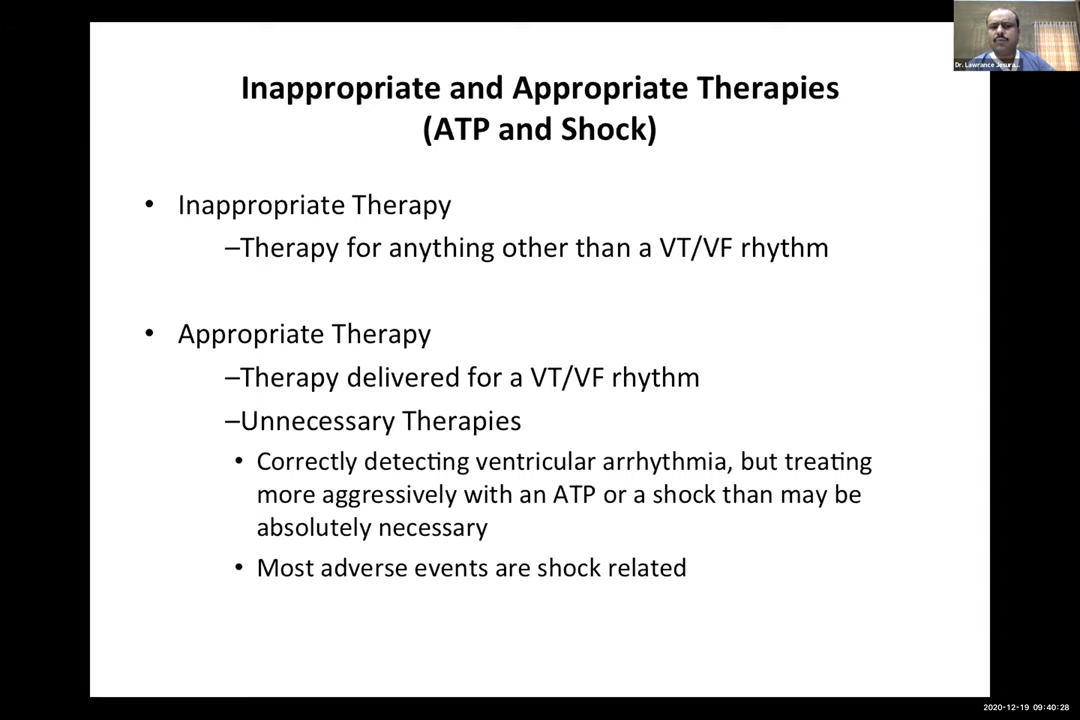 Dr. Lawrance Jesura...
Inappropriate and Appropriate Therapies
(ATP and Shock)
• Inappropriate Therapy
–Therapy for anything other than a VT/VF rhythm
• Appropriate Therapy
–Therapy delivered for a VT/VF rhythm
–Unnecessary Therapies
• Correctly detecting ventricular arrhythmia, but treating
more aggressively with an ATP or a shock than may be
absolutely necessary
• Most adverse events are shock related
2020-12-19 09:40:28